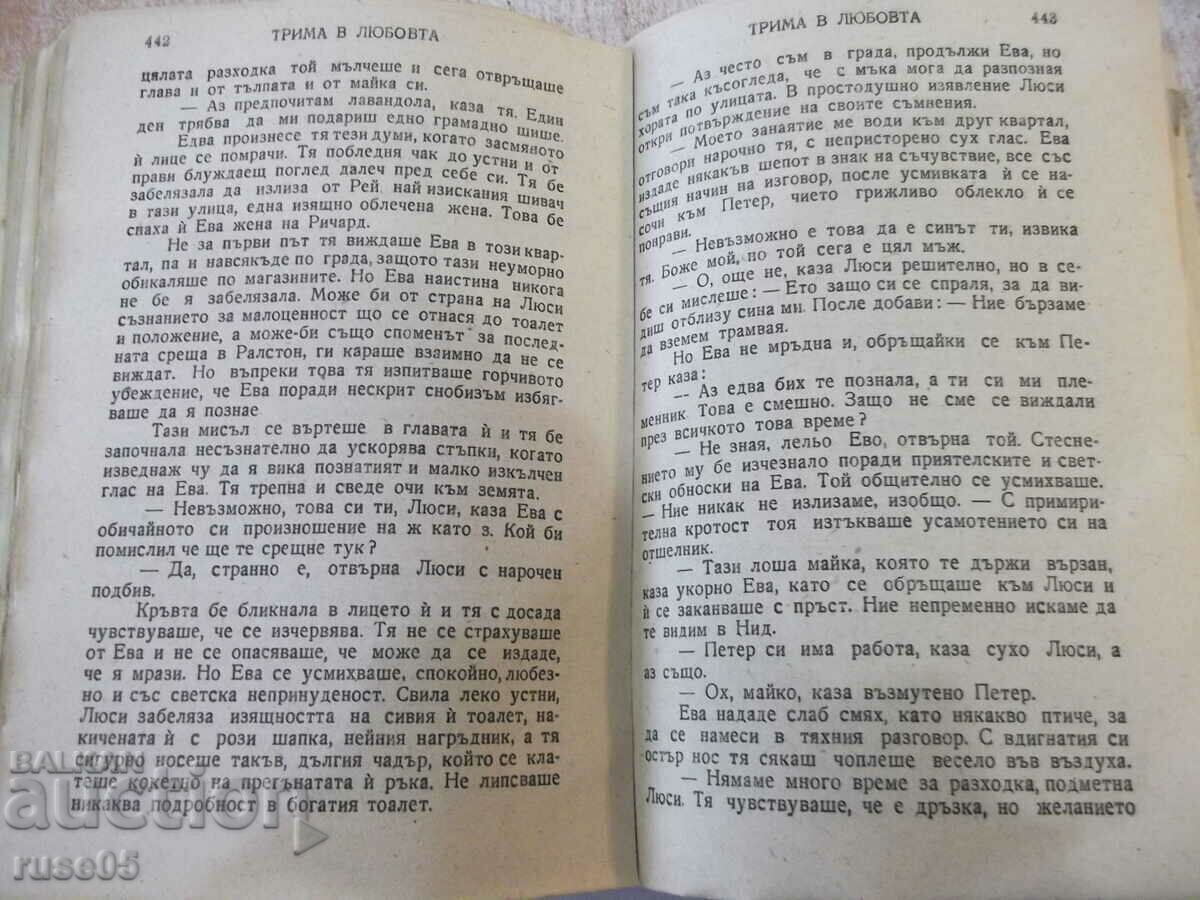 442 ТРИМА В ЛЮБОВТА
цялата разходка той мълчеше и сега отвръщаше
глава и от тълпата и от майка си.
— Аз предпочитам лавандола, каза тя. Един
ден трябва да ми подариш едно грамадно шише.
Едва произнесе тя тези думи, когато засмяното
ѝ лице се помрачи. Тя побледня чак до устни и от-
прави блуждаещ поглед далеч пред себе си. Тя бе
забелязала да излиза от Рей, най изискания шивач
в тази улица, една изящно облечена жена. Това бе
снаха ѝ Ева жена на Ричард.
Не за първи път тя виждаше Ева в този квар-
тал, па и навсякъде по града, защото тази неуморно
обикаляше по магазините. Но Ева наистина никога
не бе я забелязала. Може би от страна на Люси
съзнанието за малоценност що се отнася до тоалет
и положение, а може-би също споменът за послед-
ната среща в Ралстон, ги караше взаимно да не се
виждат. Но въпреки това тя изпитваше горчивото
убеждение, че Ева поради нескрит снобизъм избяг-
ваше да я познае
Тази мисъл се въртеше в главата ѝ и тя бе
започнала несъзнателно да ускорява стъпки, когато
изведнаж чу да я вика познатият и малко изкълчен
глас на Ева. Тя трепна и сведе очи към земята.
— Невъзможно, това си ти, Люси, каза Ева с
обичайното си произношение на ж като з. Кой би
помислил че ще те срещне тук?
— Да, странно е, отвърна Люси с нарочен
подбив.
Кръвта бе бликнала в лицето ѝ и тя с досада
чувствуваше, че се изчервява. Тя не се страхуваше
от Ева и не се опасяваше, че може да се издаде,
че я мрази. Но Ева се усмихваше, спокойно, любез-
но и със светска непринуденост. Свила леко устни,
Люси забеляза изящността на сивия ѝ тоалет, на-
кичената ѝ с рози шапка, нейния нагръдник, а тя
сигурно носеше такъв, дългия чадър, който се кла-
теше кокетно на прегънатата ѝ ръка. Не липсваше
никаква подробност в богатия тоалет.
ТРИМА В ЛЮБОВТА 443
— Аз често съм в града, продължи Ева, но
съм така късогледа, че с мъка мога да разпозная
хората по улицата. В простодушно изявление Люси
откри потвърждение на своите съмнения.
— Моето занаятие ме води към друг квартал,
отговори нарочно тя, с непристорено сух глас. Ева
издаде някакъв шепот в знак на съчувствие, все със
същия начин на изговор, после усмивката ѝ се на-
сочи към Петер, чието грижливо облекло ѝ се
понрави.
— Невъзможно е това да е синът ти, извика
тя. Боже мой, по той сега е цял мъж.
— О, още не, каза Люси решително, но в се-
бе си мислеше: — Ето защо си се спряла, за да ви-
диш отблизу сина ми. После добави: — Ние бързаме
да вземем трамвая.
Но Ева не мръдна и, обръщайки се към Пе-
тер каза:
— Аз едва бих те познала, а ти си ми пле-
менник. Това е смешно. Защо не сме се виждали
през всичкото това време?
— Не зная, лельо Ево, отвърна той. Стесне-
нието му бе изчезнало поради приятелските и свет-
ски обноски на Ева. Той общително се усмихваше.
— Ние никак не излизаме, изобщо. — С примири-
телна кротост тоя изтъкваше усамотението си на
отшелник.
— Тази лоша майка, която те държи вързан,
каза укорно Ева, като се обръщаше към Люси и
ѝ се заканваше с пръст. Ние непременно искаме да
те видим в Нид.
— Петер си има работа, каза сухо Люси, а
аз също.
— Ох, майко, каза възмутено Петер.
Ева нададе слаб смях, като някакво птиче, за
да се намеси в тяхния разговор. С вдигнатия си
остър нос тя сякаш чоплеше весело във въздуха.
— Нямаме много време за разходка, подметна
Люси. Тя чувствуваше, че е дръзка, но желанието
BALKAN
auction
ruse05